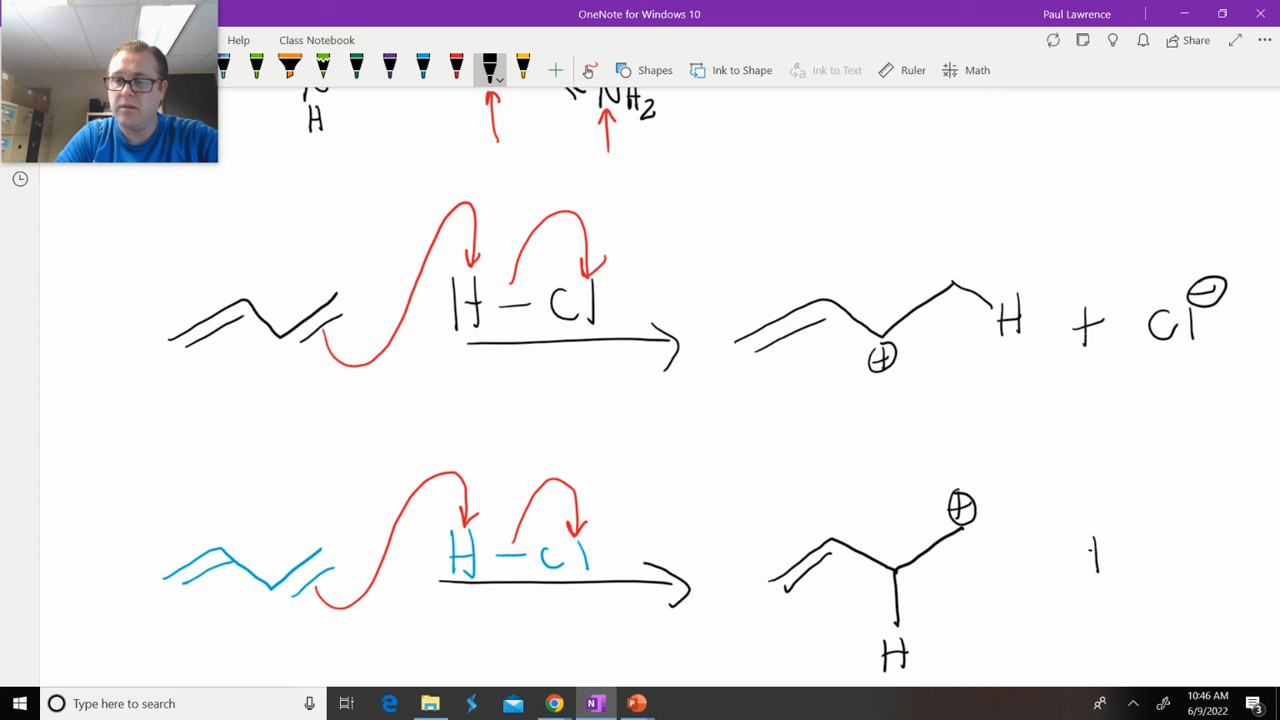 OneNote for Windows 10
Paul Lawrence
Help Class Notebook
Share
Shapes Ink to Shape Ink to Text Ruler Math
H NH2
H — Cl
H + Cl ⊖
⊕
H — Cl
⊕
H
Type here to search
10:46 AM
6/9/2022
3